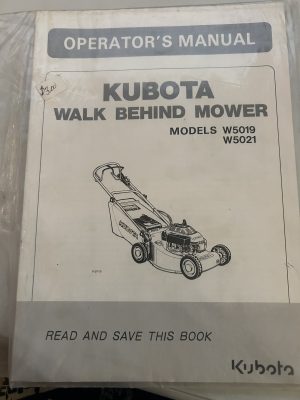 OPERATOR'S MANUAL
KUBOTA
WALK BEHIND MOWER
MODELS W5019
W5021
READ AND SAVE THIS BOOK
Kubota